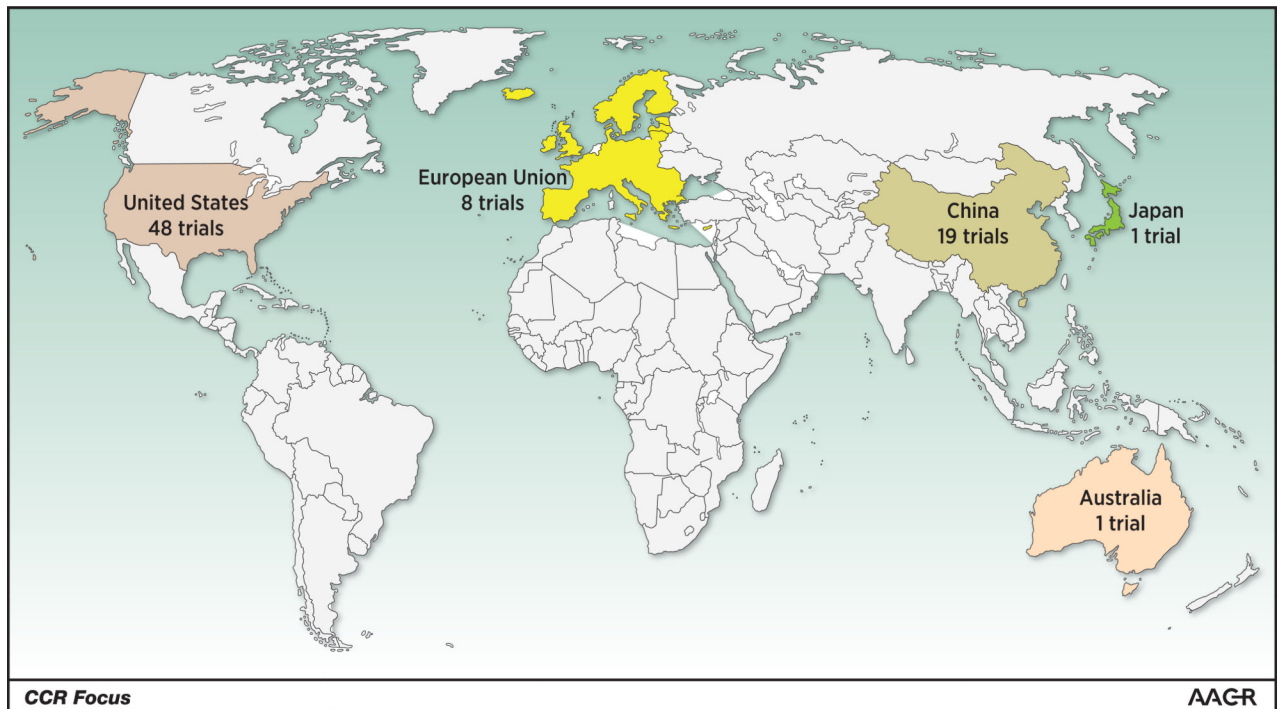 United States
48 trials
European Union
8 trials
China
19 trials
Japan
1 trial
Australia
1 trial
CCR Focus
AACR